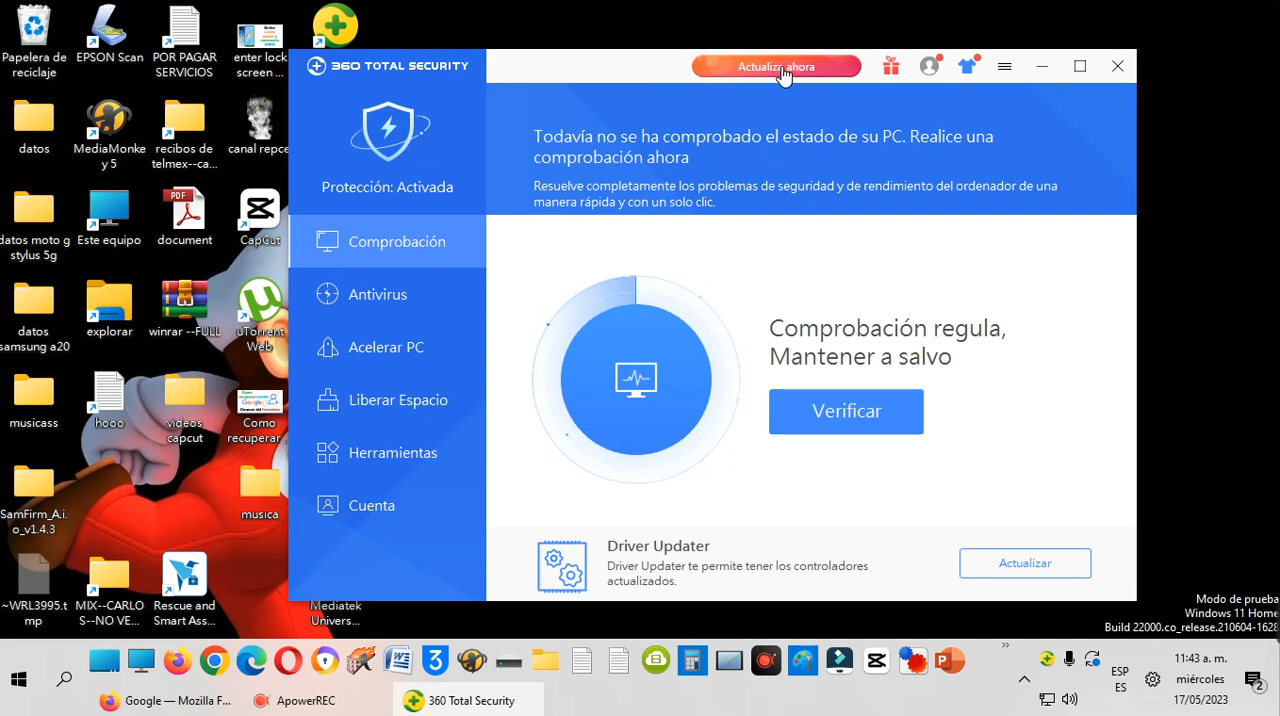 Papelera de
reciclaje
EPSON Scan
POR PAGAR
SERVICIOS
enter lock
screen ...
datos
MediaMonke
y 5
recibos de
telmex--ca...
canal repce
datos moto g
stylus 5g
Este equipo
PDF
document
CapCut
datos
samsung a20
explorar
winrar --FULL
uTorrent
Web
musicass
hooo
videos
capcut
Como
recuperar...
SamFirm_A.i.
o_v1.4.3
musica
~WRL3995.t
mp
MIX--CARLO
S--NO VE...
Rescue and
Smart Ass...
Mediatek
Univers...
360 TOTAL SECURITY
Actualizar ahora
Protección: Activada
Comprobación
Antivirus
Acelerar PC
Liberar Espacio
Herramientas
Cuenta
Todavía no se ha comprobado el estado de su PC. Realice una
comprobación ahora
Resuelve completamente los problemas de seguridad y de rendimiento del ordenador de una
manera rápida y con un solo clic.
Comprobación regula,
Mantener a salvo
Verificar
Driver Updater
Driver Updater te permite tener los controladores
actualizados.
Actualizar
Modo de prueba
Windows 11 Home
Build 22000.co_release.210604-1628
ESP
ES
11:43 a. m.
miércoles
17/05/2023
2
Google — Mozilla F...
ApowerREC
360 Total Security